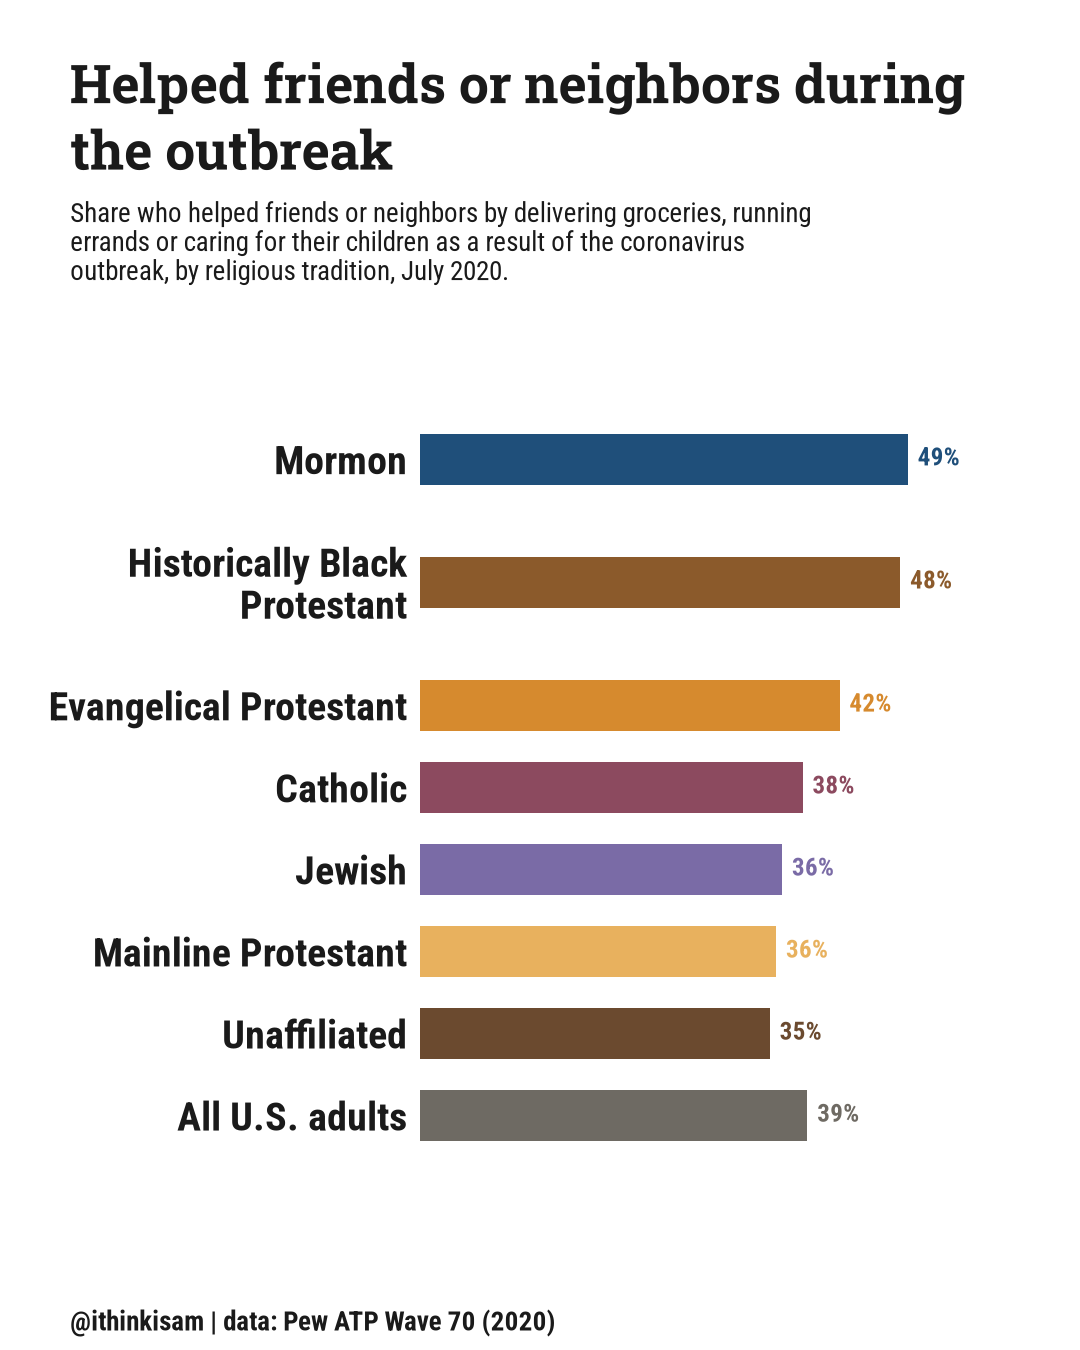 Helped friends or neighbors during
the outbreak
Share who helped friends or neighbors by delivering groceries, running
errands or caring for their children as a result of the coronavirus
outbreak, by religious tradition, July 2020.
Mormon 49%
Historically Black
Protestant 48%
Evangelical Protestant 42%
Catholic 38%
Jewish 36%
Mainline Protestant 36%
Unaffiliated 35%
All U.S. adults 39%
@ithinkisam | data: Pew ATP Wave 70 (2020)